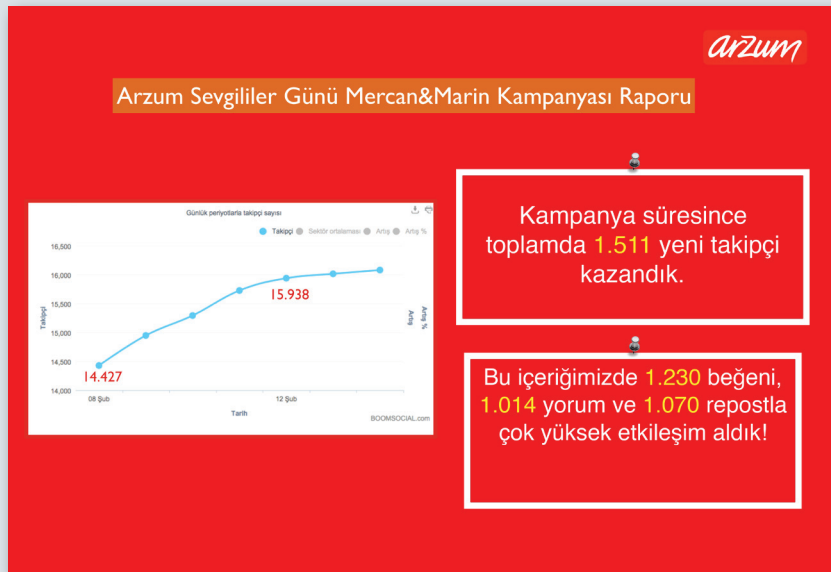 arzum
Arzum Sevgililer Günü Mercan&Marin Kampanyası Raporu
Günlük periyotlarla takipçi sayısı
Takipçi Sektör ortalaması Artış Artış %
16,500
16,000
15,500
15,000
14,500
14,000
Takipçi
15.938
14.427
Artış
Artış %
08 Şub
12 Şub
Tarih
BOOMSOCIAL.com
Kampanya süresince
toplamda 1.511 yeni takipçi
kazandık.
Bu içeriğimizde 1.230 beğeni,
1.014 yorum ve 1.070 repostla
çok yüksek etkileşim aldık!